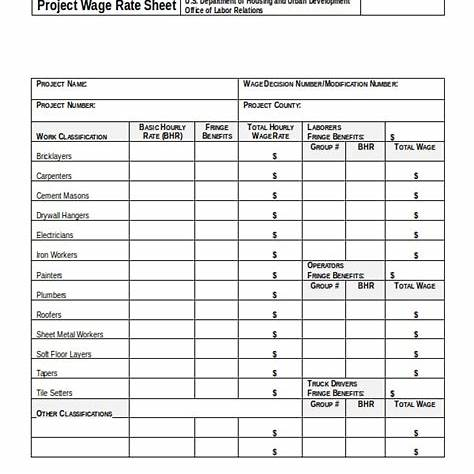 Project Wage Rate Sheet
U.S. Department of Housing and Urban Development
Office of Labor Relations
PROJECT NAME: WAGE DECISION NUMBER/MODIFICATION NUMBER:
PROJECT NUMBER: PROJECT COUNTY:
WORK CLASSIFICATION BASIC HOURLY RATE (BHR) FRINGE BENEFITS TOTAL HOURLY WAGE RATE LABORERS FRINGE BENEFITS: $
GROUP # BHR TOTAL WAGE
Bricklayers $ $
Carpenters $ $
Cement Masons $ $
Drywall Hangers $ $
Electricians $ $
Iron Workers $ $
Painters $ OPERATORS FRINGE BENEFITS: $
Plumbers $ GROUP # BHR TOTAL WAGE
Roofers $ $
Sheet Metal Workers $ $
Soft Floor Layers $ $
Tapers $ $
Tile Setters $ TRUCK DRIVERS FRINGE BENEFITS: $
OTHER CLASSIFICATIONS GROUP # BHR TOTAL WAGE
$ $
$ $